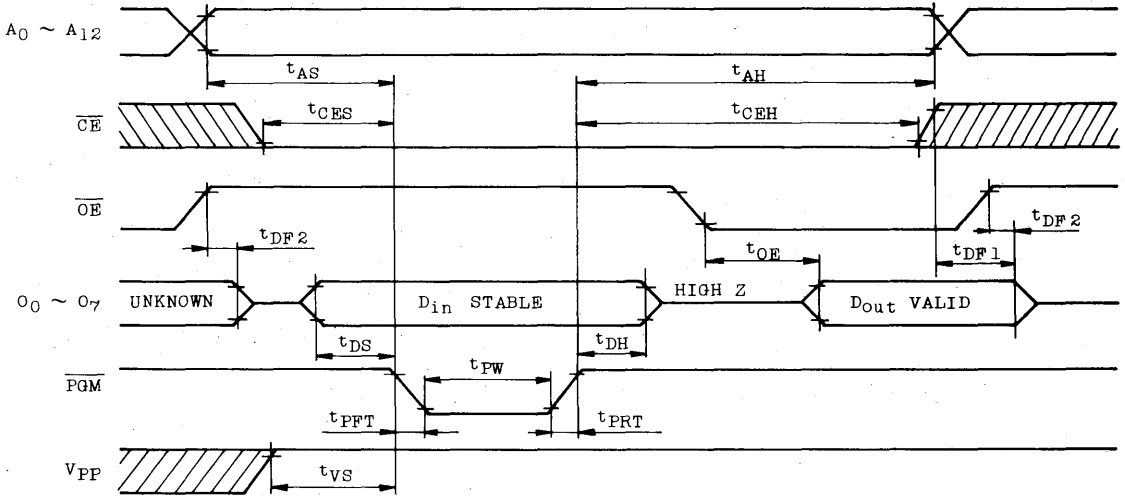 A0 ~ A12
tAS
tAH
CE
tCES
tCEH
OE
tDF2
tOE
tDF1
tDF2
O0 ~ O7
UNKNOWN
Din STABLE
HIGH Z
Dout VALID
tDS
tDH
PGM
tPW
tPFT
tPRT
VPP
tVS